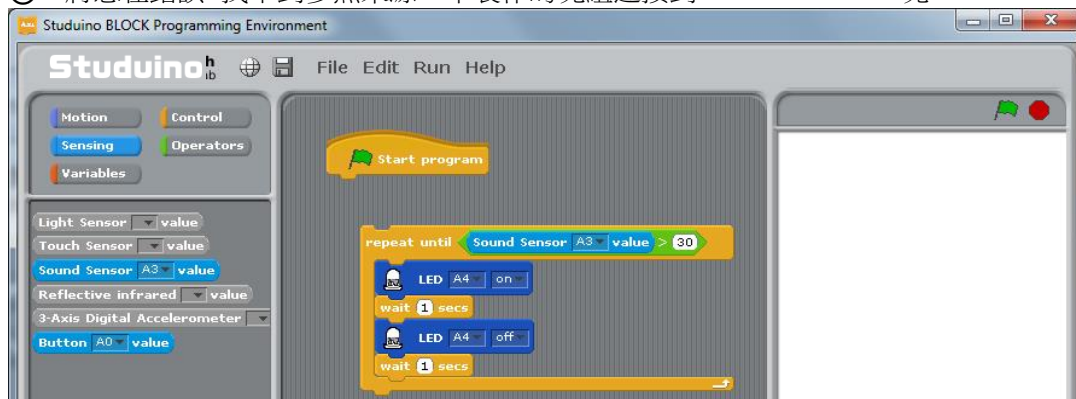 Studuino BLOCK Programming Environment
Studuino
File Edit Run Help
Motion Control
Sensing Operators
Variables
Light Sensor value
Touch Sensor value
Sound Sensor A3 value
Reflective infrared value
3-Axis Digital Accelerometer
Button A0 value
Start program
repeat until Sound Sensor A3 value > 30
LED A4 on
wait 1 secs
LED A4 off
wait 1 secs